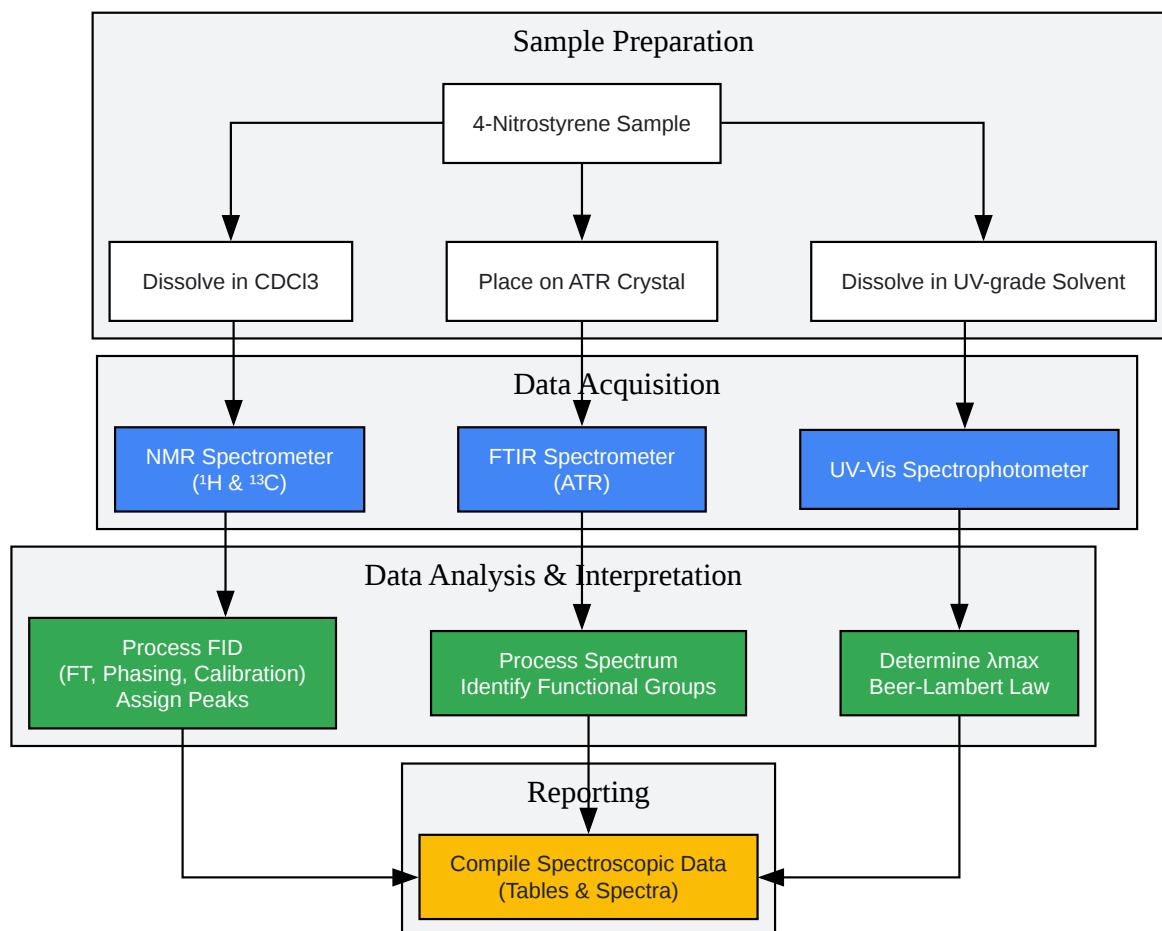 Sample Preparation
4-Nitrostyrene Sample
Dissolve in CDCl3
Place on ATR Crystal
Dissolve in UV-grade Solvent
Data Acquisition
NMR Spectrometer
(¹H & ¹³C)
FTIR Spectrometer
(ATR)
UV-Vis Spectrophotometer
Data Analysis & Interpretation
Process FID
(FT, Phasing, Calibration)
Assign Peaks
Process Spectrum
Identify Functional Groups
Determine λmax
Beer-Lambert Law
Reporting
Compile Spectroscopic Data
(Tables & Spectra)